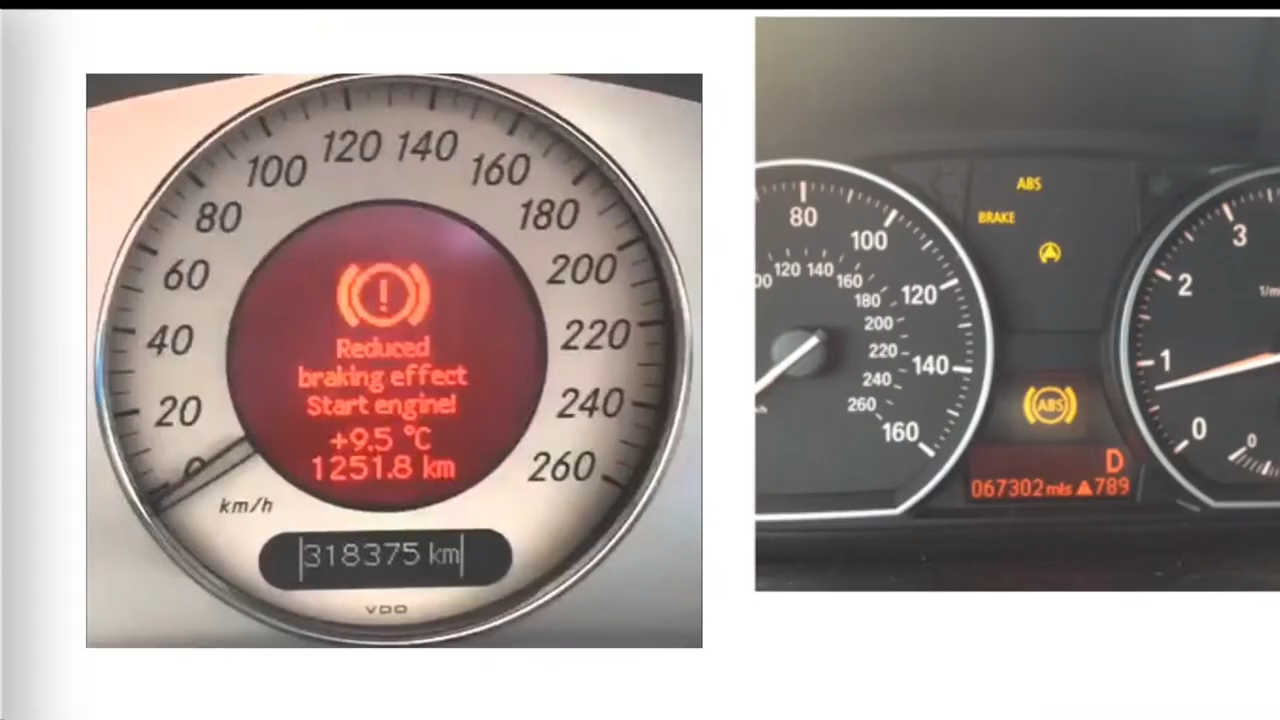 120 140
100 160
80 180
60 200
40 220
20 240
0 260
Reduced
braking effect
Start engine!
+9.5 °C
1251.8 km
km/h
318375 km
VDO
ABS
BRAKE
80
100
120
140
160
120 140
160
180
200
220
240
260
3
2
1
0
0
ABS
D
067302 mls ▲789